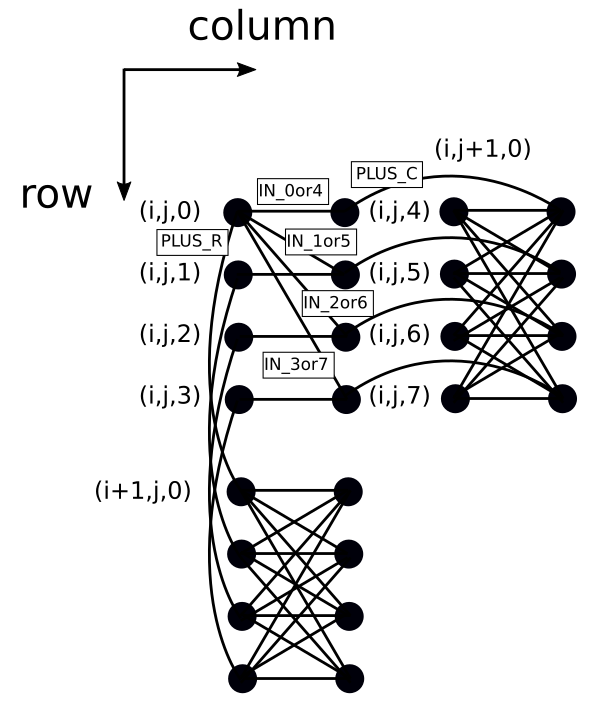 column
row
(i,j+1,0)
PLUS_C
IN_0or4
(i,j,0)
(i,j,4)
PLUS_R
IN_1or5
(i,j,1)
(i,j,5)
IN_2or6
(i,j,2)
(i,j,6)
IN_3or7
(i,j,3)
(i,j,7)
(i+1,j,0)